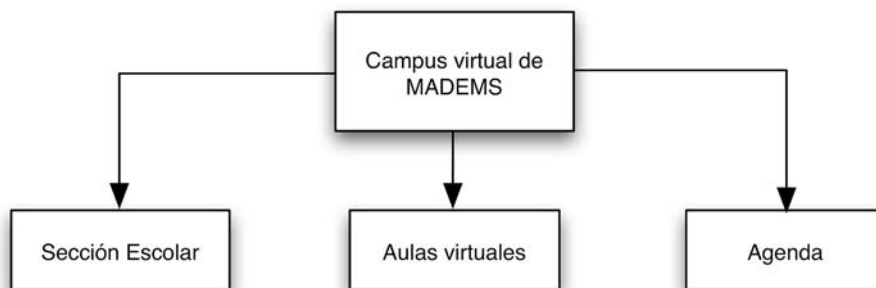 Campus virtual de
MADEMS
Sección Escolar
Aulas virtuales
Agenda